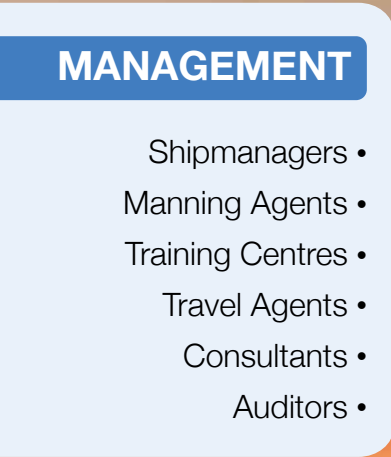 MANAGEMENT
Shipmanagers •
Manning Agents •
Training Centres •
Travel Agents •
Consultants •
Auditors •